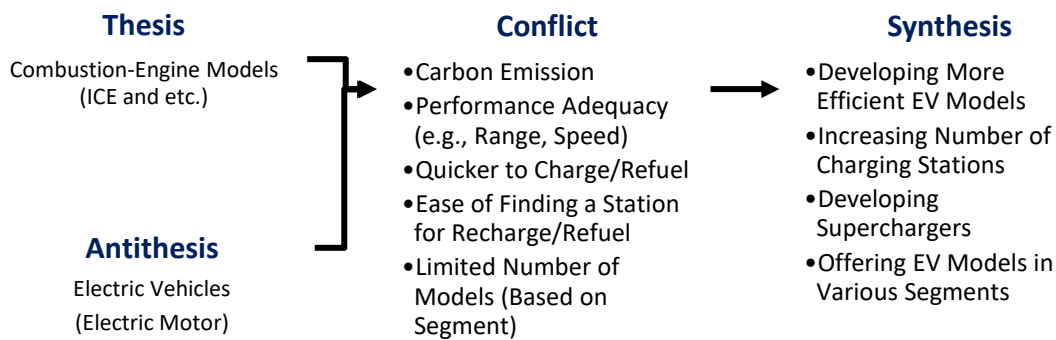 Thesis
Combustion-Engine Models
(ICE and etc.)
Antithesis
Electric Vehicles
(Electric Motor)
Conflict
•Carbon Emission
•Performance Adequacy
(e.g., Range, Speed)
•Quicker to Charge/Refuel
•Ease of Finding a Station
for Recharge/Refuel
•Limited Number of
Models (Based on
Segment)
Synthesis
•Developing More
Efficient EV Models
•Increasing Number of
Charging Stations
•Developing
Superchargers
•Offering EV Models in
Various Segments